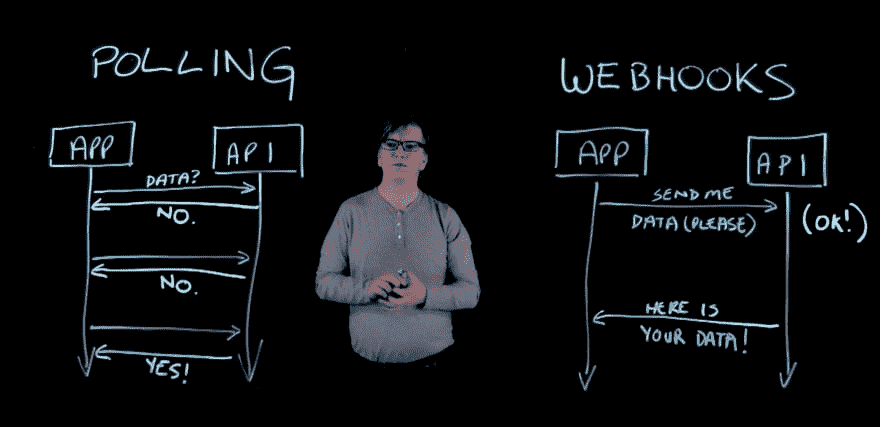 POLLING
APP
API
DATA?
NO.
NO.
YES!
WEBHOOKS
APP
API
SEND ME
DATA (PLEASE)
(OK!)
HERE IS
YOUR DATA!